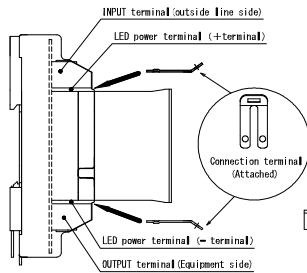 INPUT terminal(outside line side)
LED power terminal (+terminal)
Connection terminal
(Attached)
LED power terminal (- terminal)
OUTPUT terminal(Equipment side)